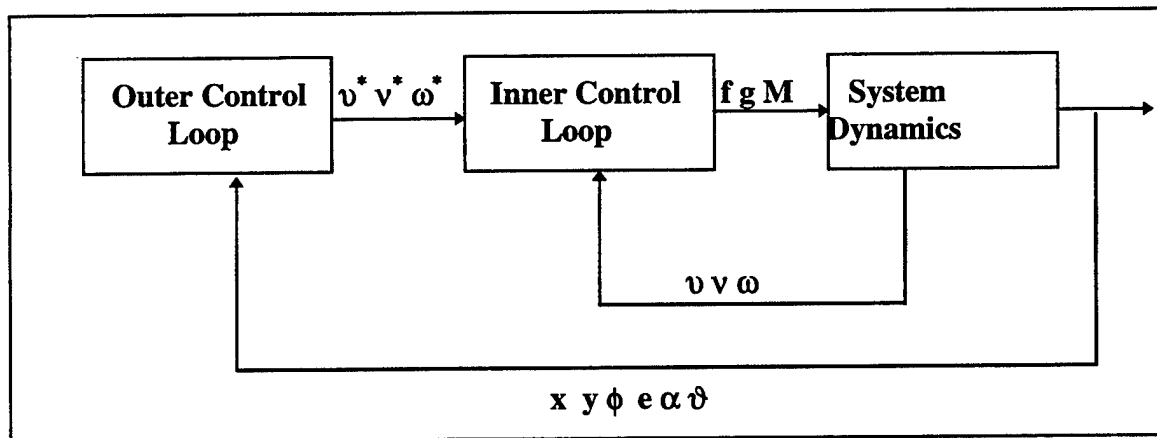 Outer Control
Loop
υ* ν* ω*
Inner Control
Loop
f g M
System
Dynamics
υ ν ω
x y ϕ e α ϑ